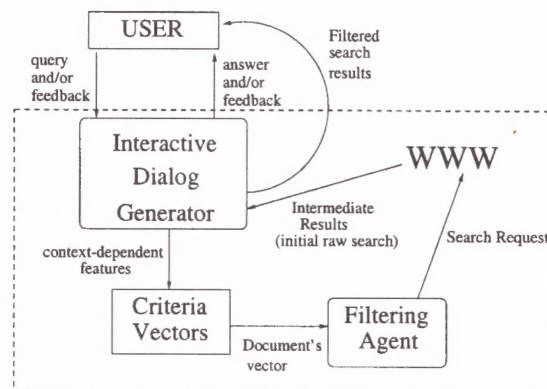 USER
query
and/or
feedback
answer
and/or
feedback
Filtered
search
results
Interactive
Dialog
Generator
WWW
Intermediate
Results
(initial raw search)
Search Request
context-dependent
features
Criteria
Vectors
Document's
vector
Filtering
Agent